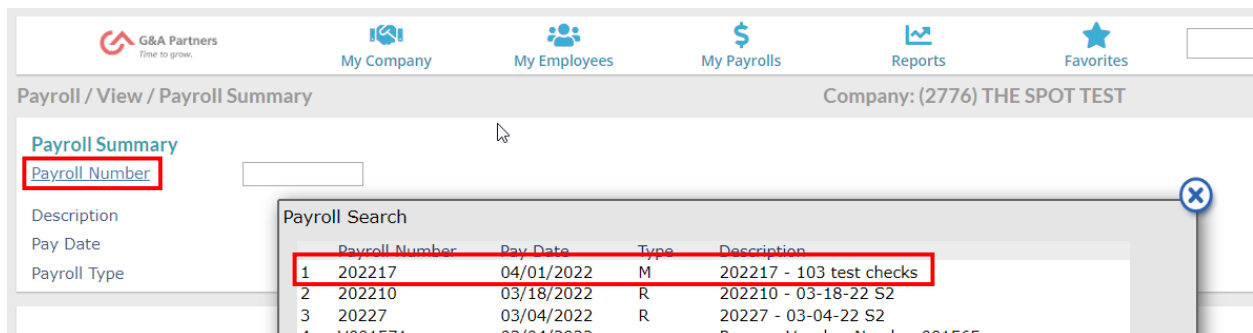 G&A Partners
Time to grow.
My Company
My Employees
My Payrolls
Reports
Favorites
Payroll / View / Payroll Summary
Company: (2776) THE SPOT TEST
Payroll Summary
Payroll Number
Description
Pay Date
Payroll Type
Payroll Search
Payroll Number Pay Date Type Description
1 202217 04/01/2022 M 202217 - 103 test checks
2 202210 03/18/2022 R 202210 - 03-18-22 S2
3 20227 03/04/2022 R 20227 - 03-04-22 S2